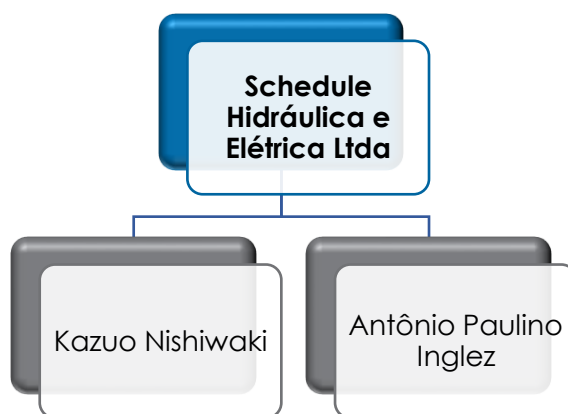 Schedule
Hidráulica e
Elétrica Ltda
Kazuo Nishiwaki
Antônio Paulino
Inglez